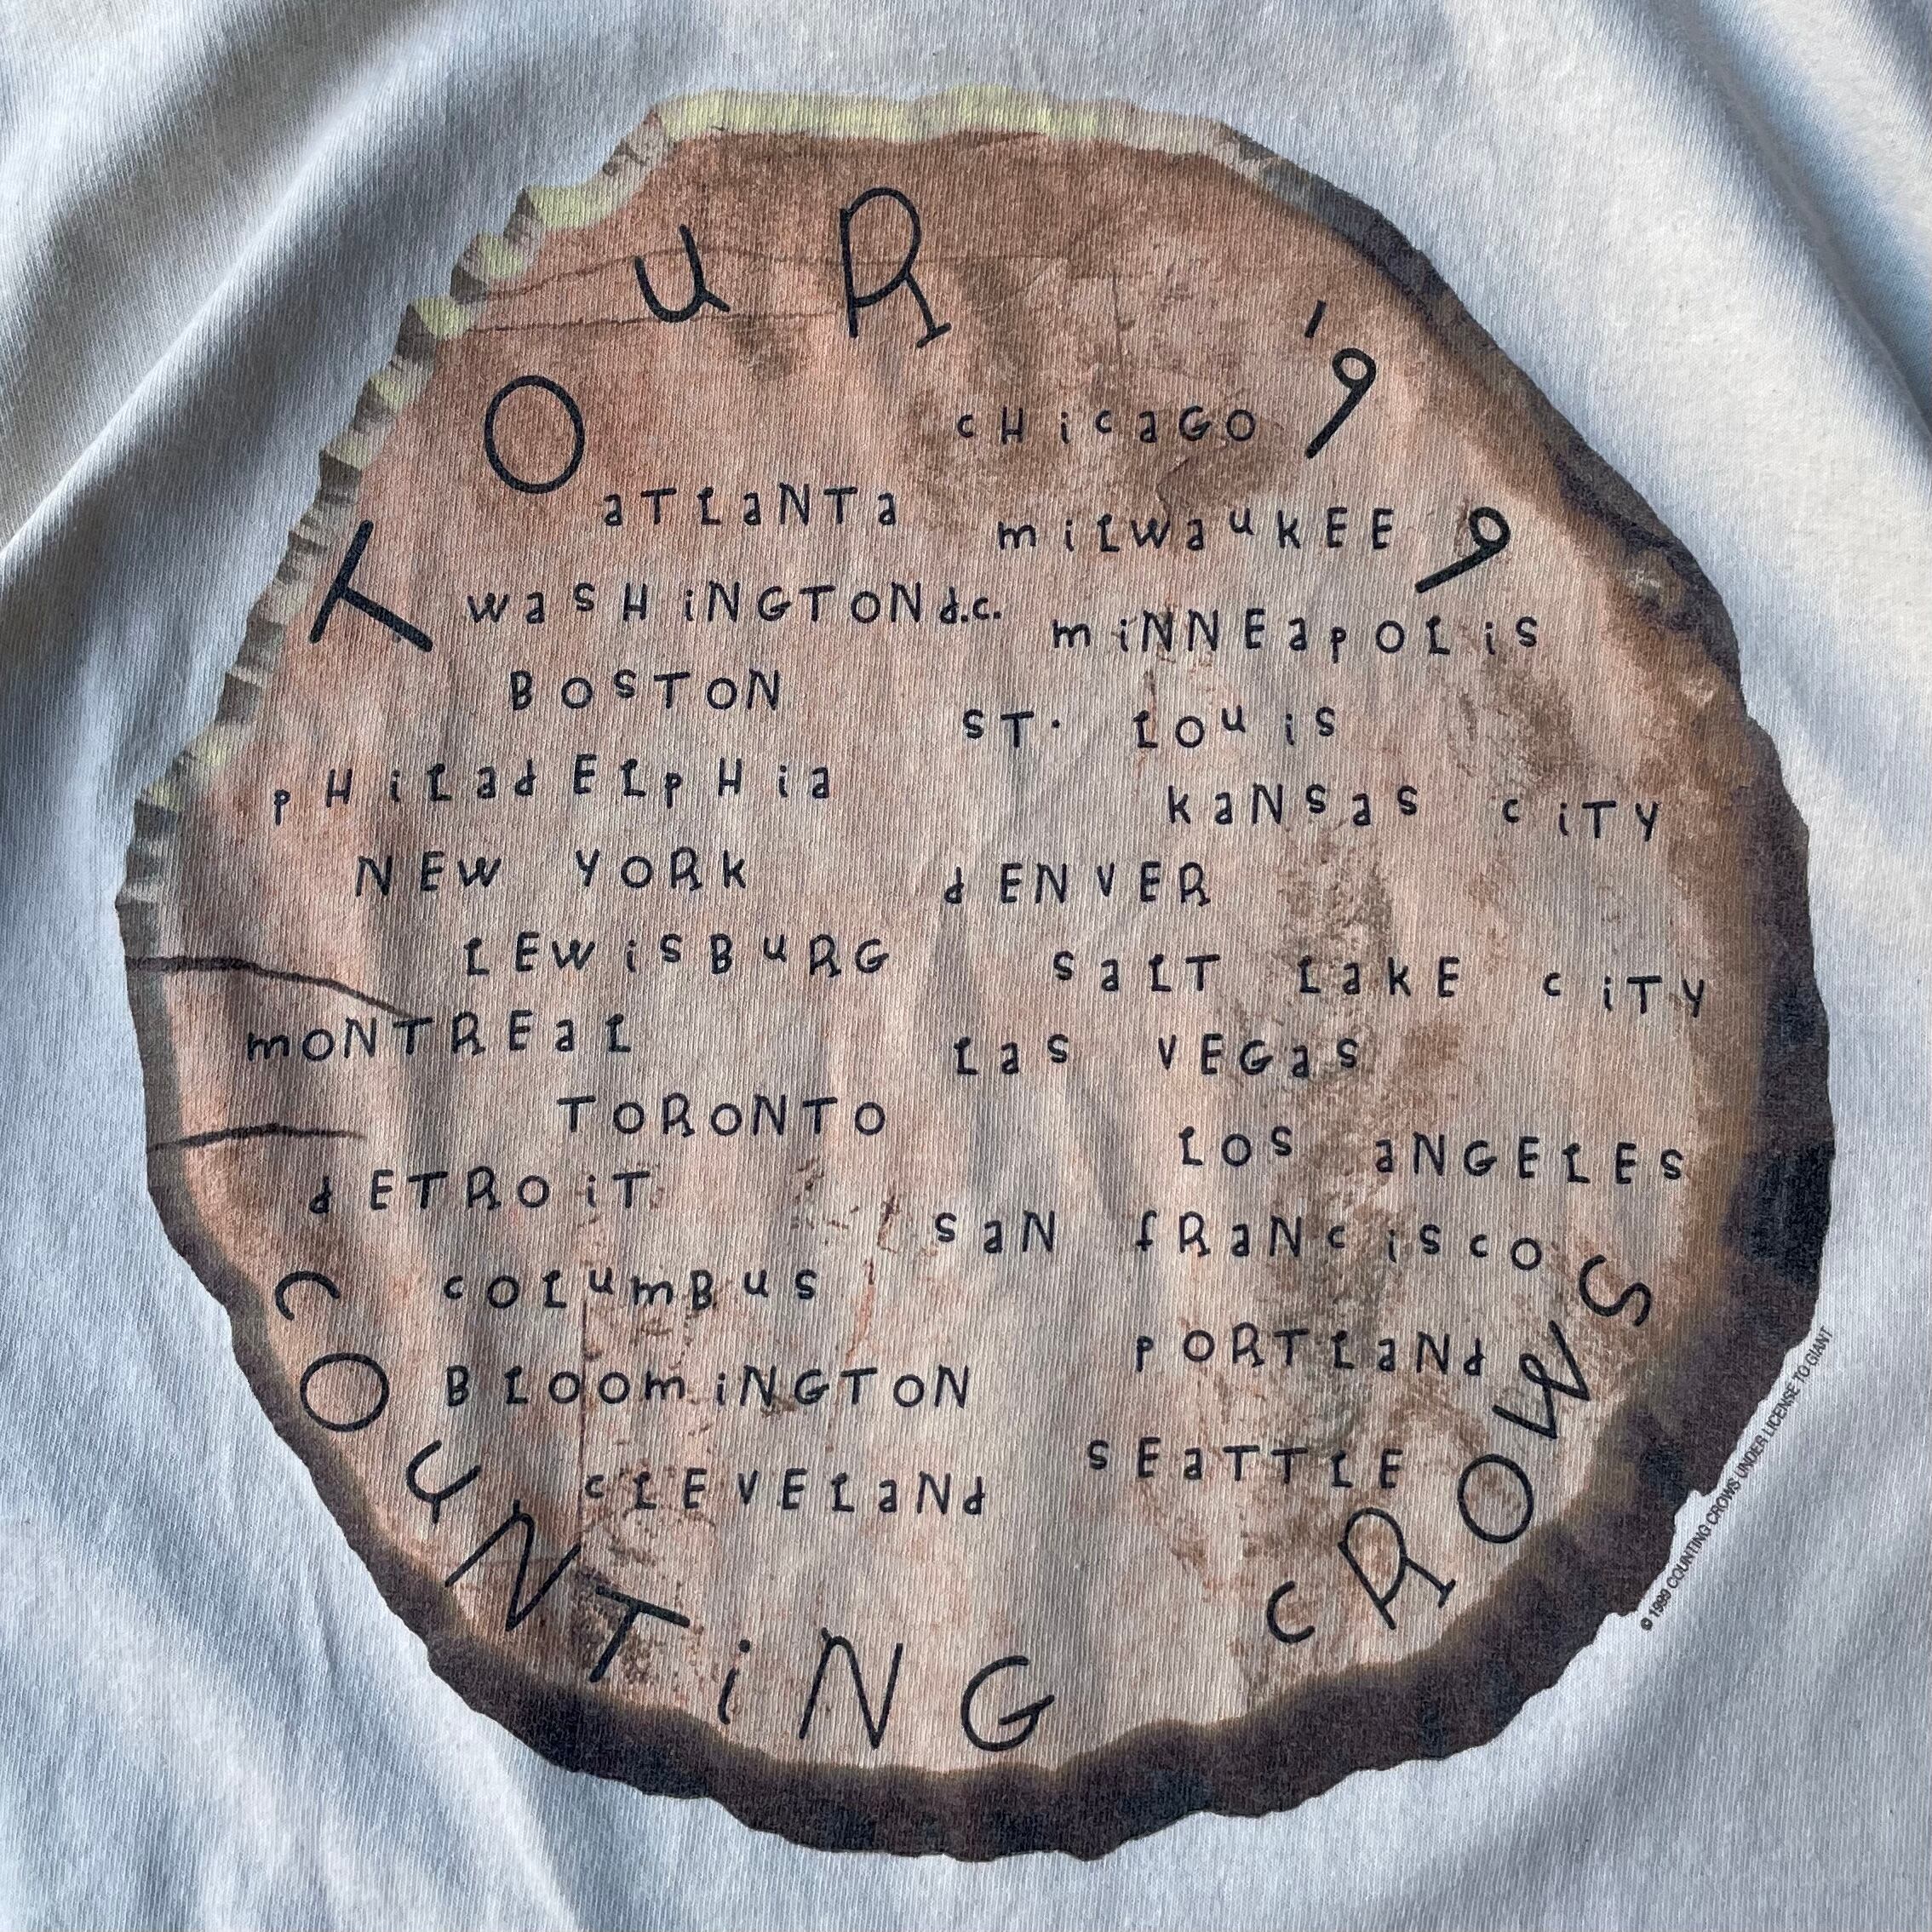 TOUR '99
aTLaNTa
wasHiNGTON d.c.
BOSTON
pHiLadELpHia
NEW YORk
LEWisBuRG
mONTREaL
TORONTO
dETROiT
cOLumBus
BLOOmiNGTON
cLEVELaNd
cHicaGO
miLwaukEE
miNNEapOLis
ST. LOuis
kaNsas ciTY
dENVER
saLT LakE ciTY
Las VEGas
LOS aNGELES
saN fRaNciscO
pORTLaNd
SEaTTLE
COuNTiNG CROWS
© 1999 COUNTING CROWS UNDER LICENSE TO GIANT